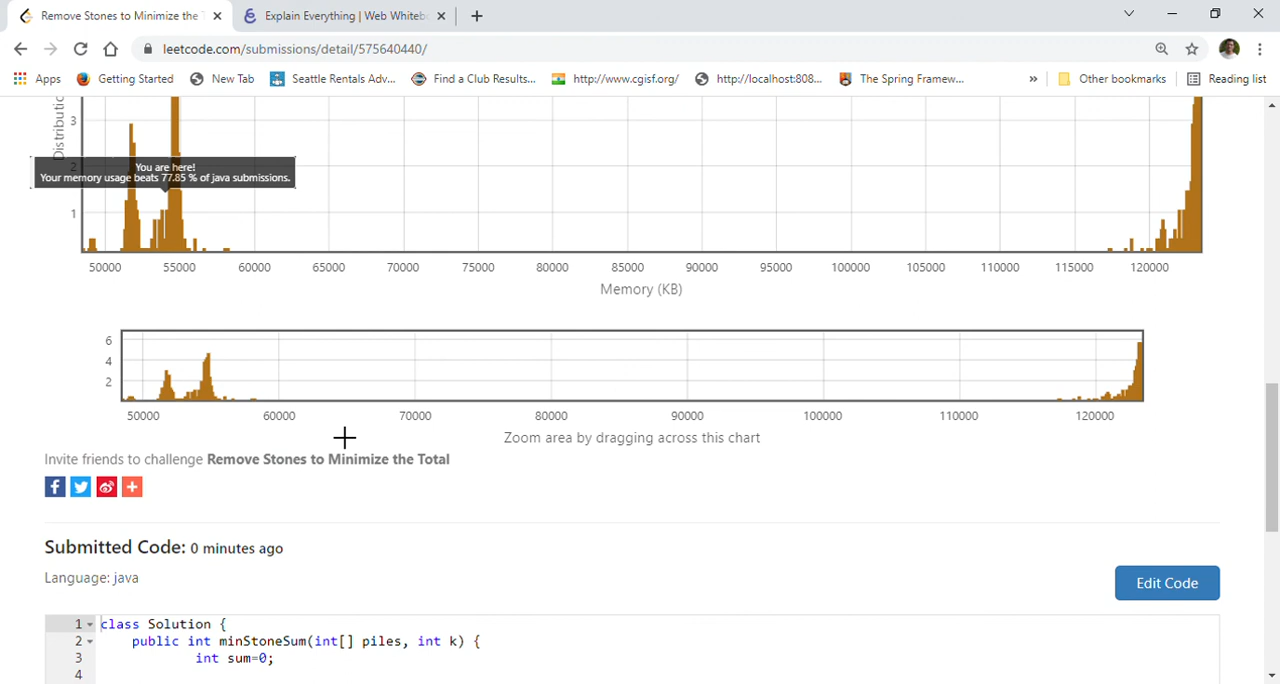 Remove Stones to Minimize the
Explain Everything | Web Whitebo
leetcode.com/submissions/detail/575640440/
Apps
Getting Started
New Tab
Seattle Rentals Adv...
Find a Club Results...
http://www.cgisf.org/
http://localhost:808...
The Spring Framew...
»
Other bookmarks
Reading list
Distributio
3
2
1
You are here!
Your memory usage beats 77.85 % of java submissions.
50000 55000 60000 65000 70000 75000 80000 85000 90000 95000 100000 105000 110000 115000 120000
Memory (KB)
6
4
2
50000 60000 70000 80000 90000 100000 110000 120000
Zoom area by dragging across this chart
Invite friends to challenge Remove Stones to Minimize the Total
Submitted Code: 0 minutes ago
Language: java
Edit Code
1 class Solution {
2 public int minStoneSum(int[] piles, int k) {
3 int sum=0;
4